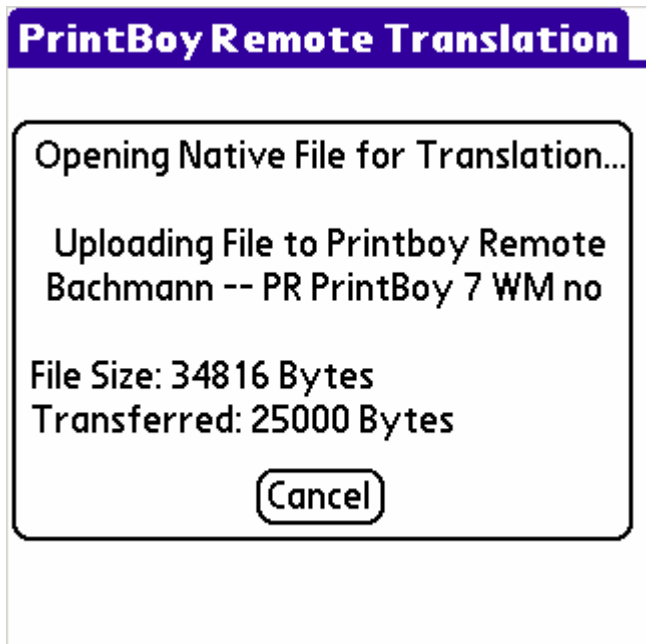 PrintBoy Remote Translation
Opening Native File for Translation...
Uploading File to Printboy Remote
Bachmann -- PR PrintBoy 7 WM no
File Size: 34816 Bytes
Transferred: 25000 Bytes
Cancel